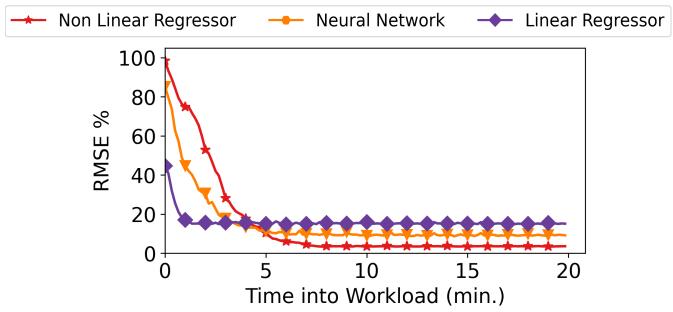 Non Linear Regressor Neural Network Linear Regressor
100
80
60
40
20
0
RMSE %
0 5 10 15 20
Time into Workload (min.)